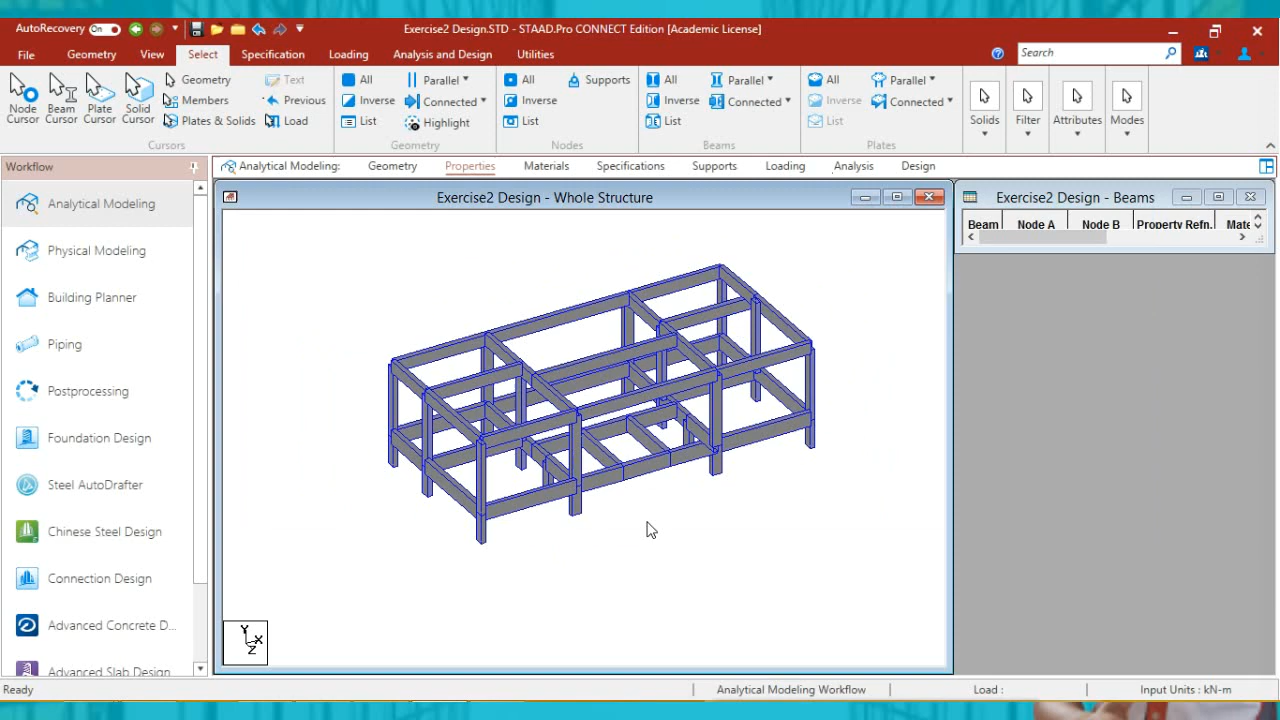 AutoRecovery On Exercise2 Design.STD - STAAD.Pro CONNECT Edition [Academic License]
File Geometry View Select Specification Loading Analysis and Design Utilities Search
Node Cursor
Beam Cursor
Plate Cursor
Solid Cursor
Geometry
Members
Plates & Solids
Text
Previous
Load
Cursors
All
Inverse
List
Parallel
Connected
Highlight
Geometry
All
Inverse
List
Supports
Nodes
All
Inverse
List
Parallel
Connected
Beams
All
Inverse
List
Parallel
Connected
Plates
Solids
Filter
Attributes
Modes
Workflow
Analytical Modeling: Geometry Properties Materials Specifications Supports Loading Analysis Design
Analytical Modeling
Physical Modeling
Building Planner
Piping
Postprocessing
Foundation Design
Steel AutoDrafter
Chinese Steel Design
Connection Design
Advanced Concrete D...
Advanced Slab Design
Exercise2 Design - Whole Structure
Y
X
Z
Exercise2 Design - Beams
Beam Node A Node B Property Refn. Mate
Ready Analytical Modeling Workflow Load : Input Units : kN-m